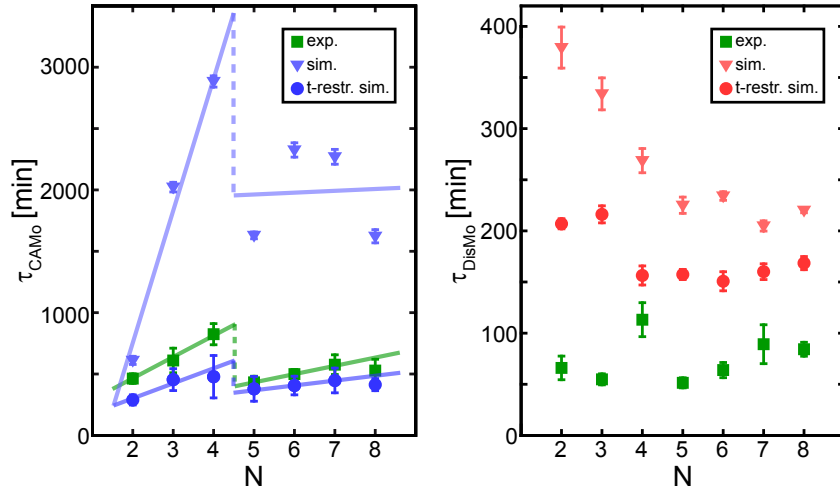 exp.
sim.
t-restr. sim.
3000
2000
1000
0
τCAMo [min]
2 3 4 5 6 7 8
N
exp.
sim.
t-restr. sim.
400
300
200
100
0
τDisMo [min]
2 3 4 5 6 7 8
N